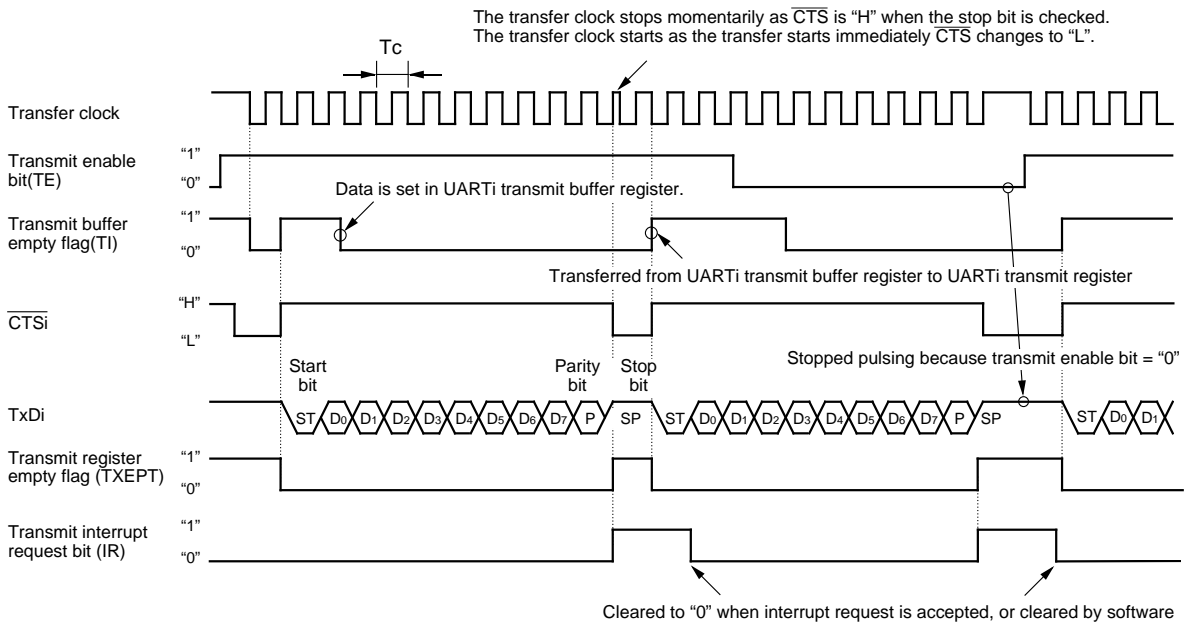 The transfer clock stops momentarily as CTS is “H” when the stop bit is checked.
The transfer clock starts as the transfer starts immediately CTS changes to “L”.
Tc
Transfer clock
Transmit enable
bit(TE)
“1”
“0”
Data is set in UARTi transmit buffer register.
Transmit buffer
empty flag(TI)
“1”
“0”
Transferred from UARTi transmit buffer register to UARTi transmit register
CTSi
“H”
“L”
Stopped pulsing because transmit enable bit = “0”
Start
bit
Parity
bit
Stop
bit
TxDi
ST D0 D1 D2 D3 D4 D5 D6 D7 P SP ST D0 D1 D2 D3 D4 D5 D6 D7 P SP ST D0 D1
Transmit register
empty flag (TXEPT)
“1”
“0”
Transmit interrupt
request bit (IR)
“1”
“0”
Cleared to “0” when interrupt request is accepted, or cleared by software